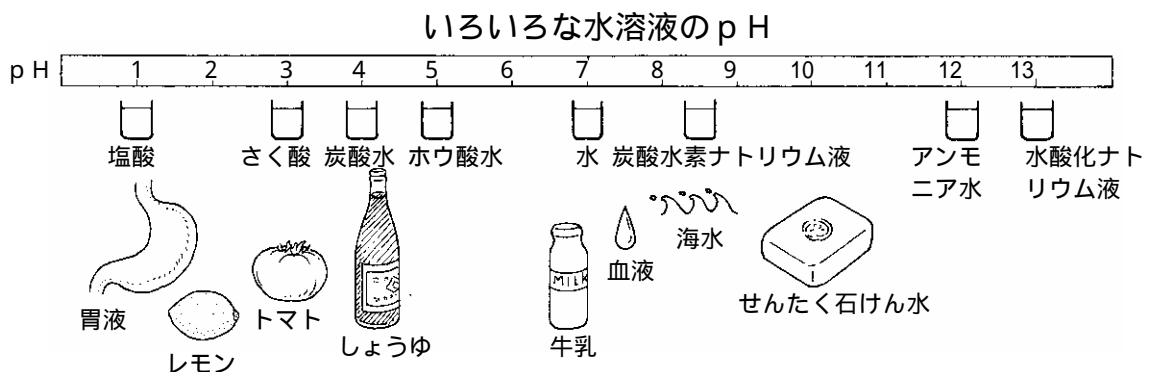 いろいろな水溶液のpH
pH 1 2 3 4 5 6 7 8 9 10 11 12 13
塩酸 さく酸 炭酸水 ホウ酸水 水 炭酸水素ナトリウム液 アンモ 水酸化ナト
ニア水 リウム液
胃液 レモン トマト しょうゆ MILK 牛乳 血液 海水 せんたく石けん水